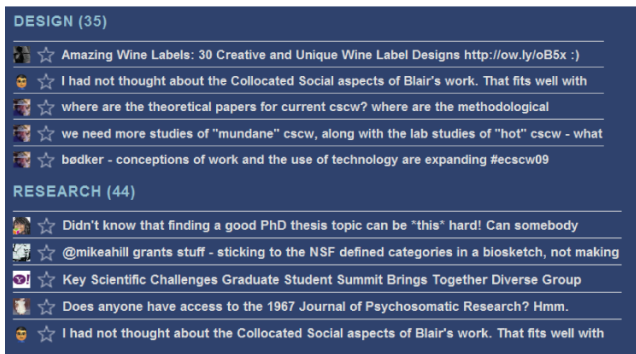 DESIGN (35)
Amazing Wine Labels: 30 Creative and Unique Wine Label Designs http://ow.ly/oB5x :)
I had not thought about the Collocated Social aspects of Blair's work. That fits well with
where are the theoretical papers for current cscw? where are the methodological
we need more studies of "mundane" cscw, along with the lab studies of "hot" cscw - what
bødker - conceptions of work and the use of technology are expanding #ecscw09
RESEARCH (44)
Didn't know that finding a good PhD thesis topic can be *this* hard! Can somebody
@mikeahill grants stuff - sticking to the NSF defined categories in a biosketch, not making
Y! Key Scientific Challenges Graduate Student Summit Brings Together Diverse Group
Does anyone have access to the 1967 Journal of Psychosomatic Research? Hmm.
I had not thought about the Collocated Social aspects of Blair's work. That fits well with